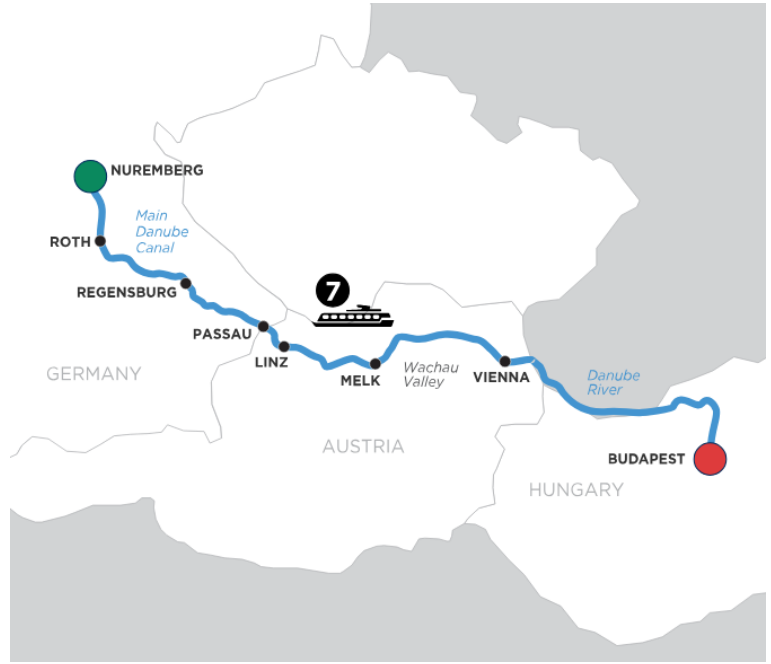 NUREMBERG
Main
Danube
Canal
ROTH
REGENSBURG
7
PASSAU
LINZ
MELK
Wachau
Valley
VIENNA
Danube
River
GERMANY
AUSTRIA
BUDAPEST
HUNGARY